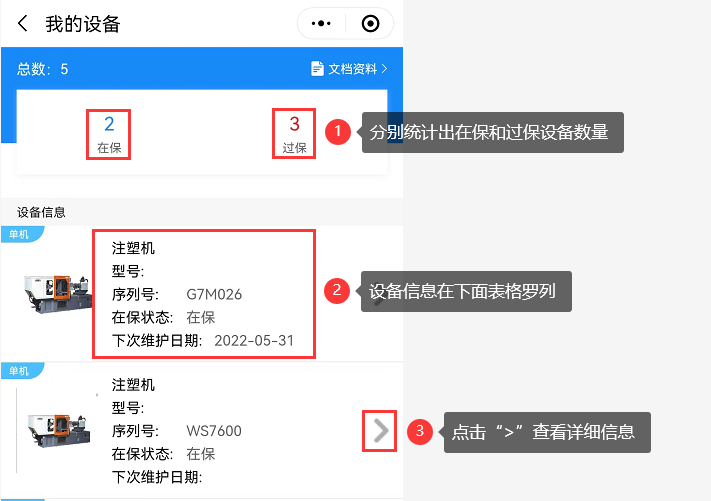 我的设备
总数：5
文档资料
2
在保
3
过保
1
分别统计出在保和过保设备数量
设备信息
单机
注塑机
型号:
序列号: G7M026
在保状态: 在保
下次维护日期: 2022-05-31
2
设备信息在下面表格罗列
单机
注塑机
型号:
序列号: WS7600
在保状态: 在保
下次维护日期:
3
点击“>”查看详细信息